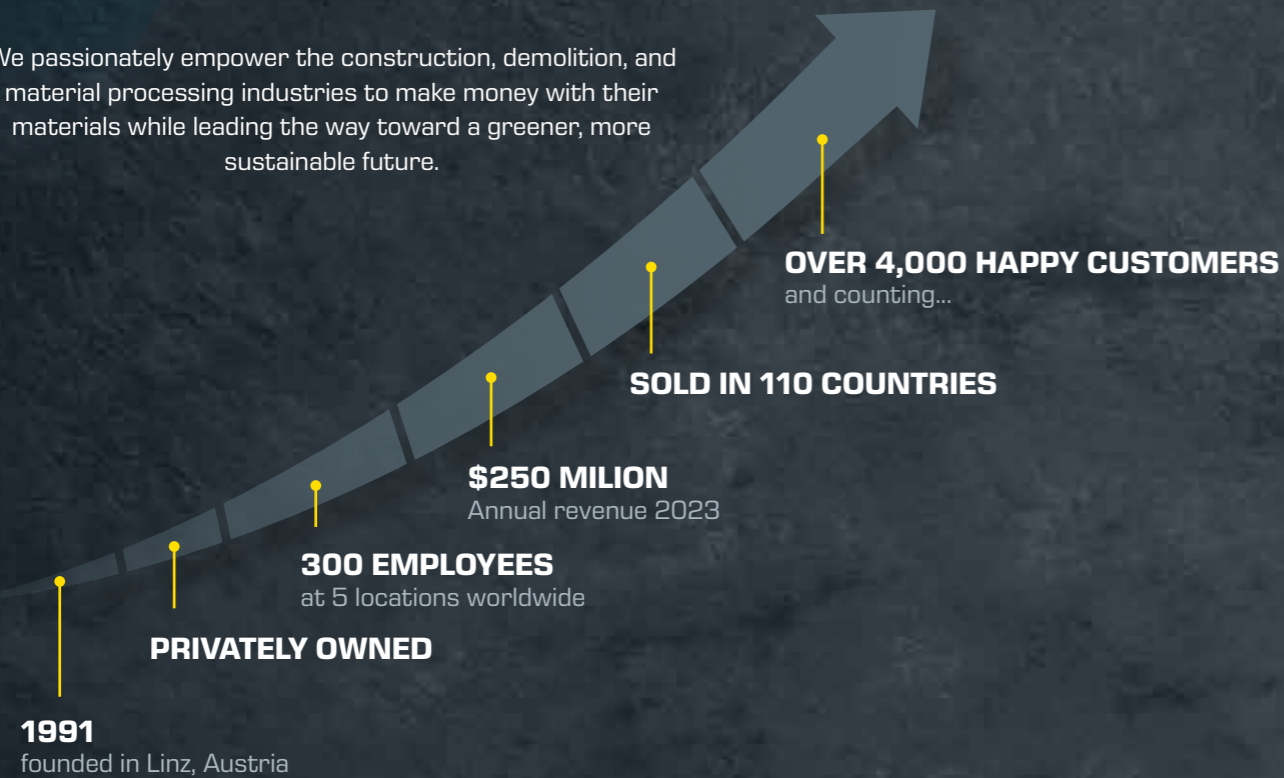 We passionately empower the construction, demolition, and
material processing industries to make money with their
materials while leading the way toward a greener, more
sustainable future.
OVER 4,000 HAPPY CUSTOMERS
and counting...
SOLD IN 110 COUNTRIES
$250 MILION
Annual revenue 2023
300 EMPLOYEES
at 5 locations worldwide
PRIVATELY OWNED
1991
founded in Linz, Austria